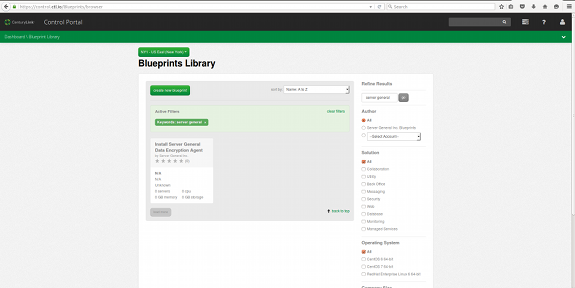 https://control.ctl.io/Blueprints/browser
Search
CenturyLink Control Portal
Dashboard \ Blueprint Library
NY1 - US East (New York)
Blueprints Library
create new blueprint
sort by Name: A to Z
Active Filters
clear filters
Keywords: server general x
Install Server General
Data Encryption Agent
by Server General Inc.
(0)
N/A
N/A
Unknown
0 servers 0 cpu
0 GB memory 0 GB storage
back to top
Refine Results
server general
go
Author
All
Server General Inc. Blueprints
--Select Account--
Solution
All
Collaboration
Utility
Back Office
Messaging
Security
Web
Database
Monitoring
Managed Services
Operating System
All
CentOS 6 64-bit
CentOS 7 64-bit
RedHat Enterprise Linux 6 64-bit
Company Size